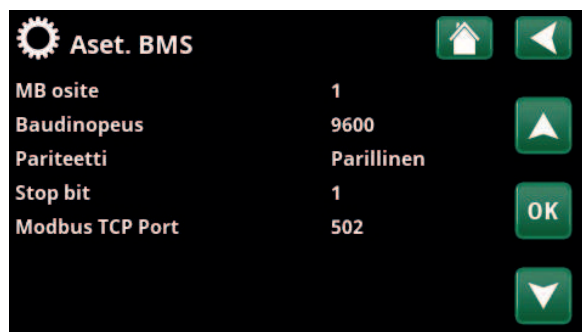 Aset. BMS
MB osite 1
Baudinopeus 9600
Pariteetti Parillinen
Stop bit 1
OK
Modbus TCP Port 502